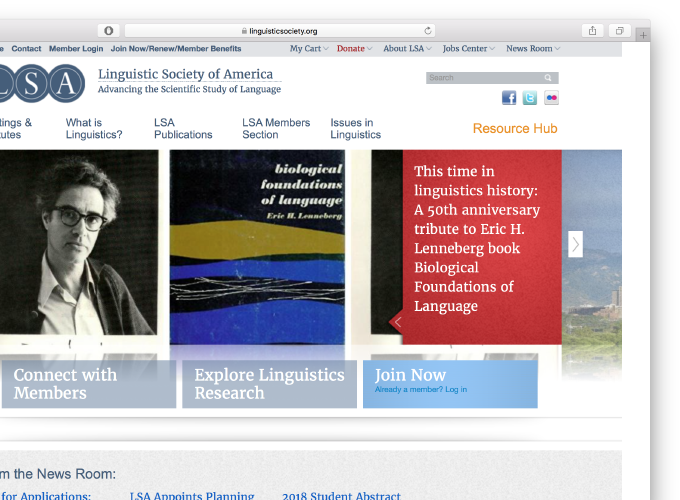 linguisticsociety.org
Contact Member Login Join Now/Renew/Member Benefits My Cart Donate About LSA Jobs Center News Room
LSA
Linguistic Society of America
Advancing the Scientific Study of Language
Search
What is Linguistics?
LSA Publications
LSA Members Section
Issues in Linguistics
Resource Hub
biological
foundations
of language
Eric H. Lenneberg
This time in
linguistics history:
A 50th anniversary
tribute to Eric H.
Lenneberg book
Biological
Foundations of
Language
Connect with
Members
Explore Linguistics
Research
Join Now
Already a member? Log in
News Room:
for Applications: LSA Appoints Planning 2018 Student Abstract